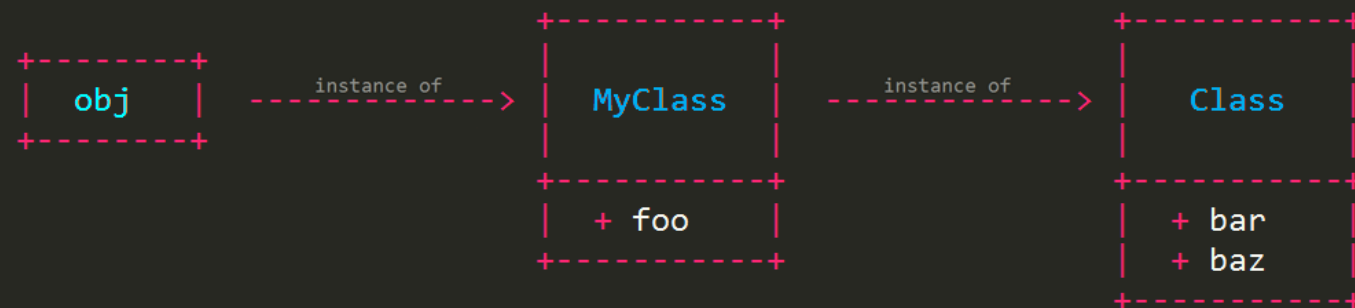 obj
instance of
MyClass
instance of
Class
+ foo
+ bar
+ baz